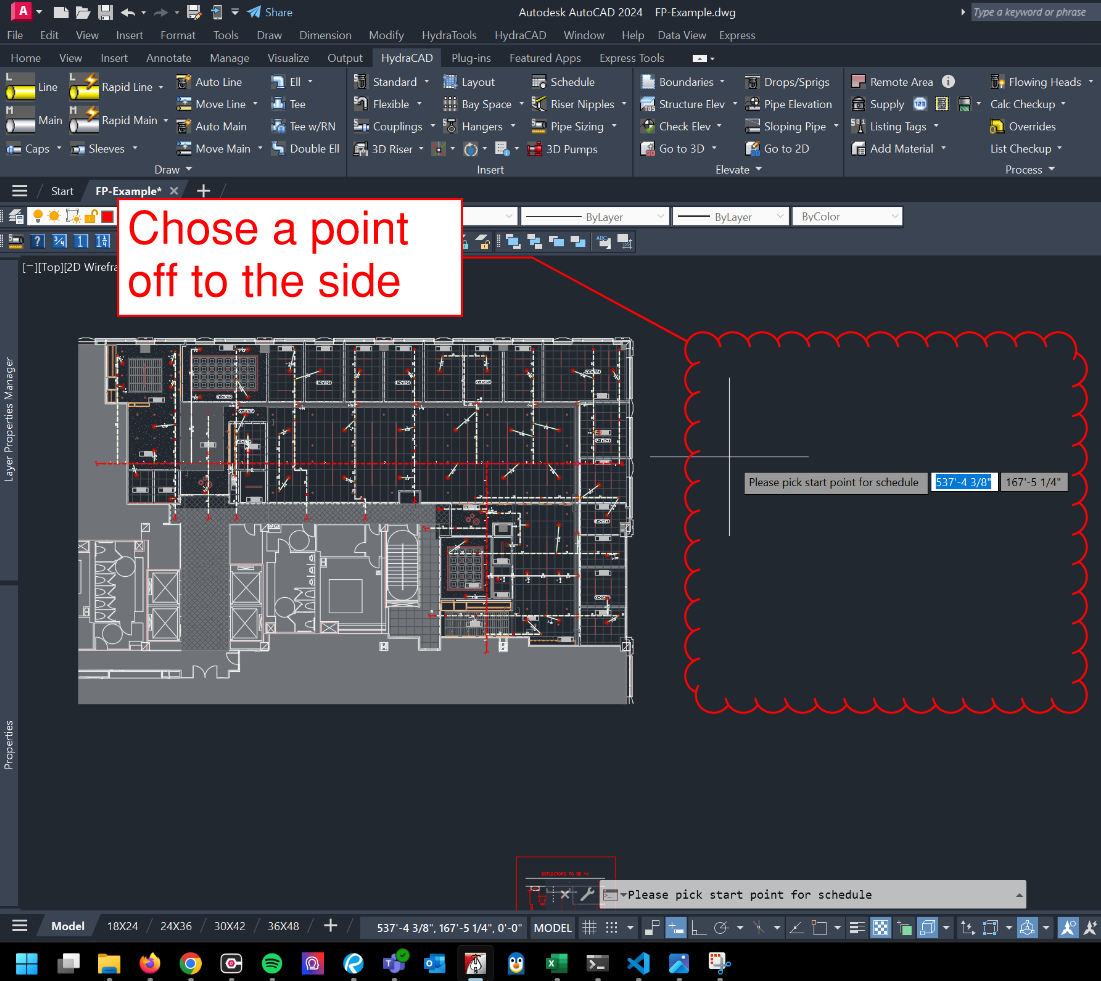 Share
Autodesk AutoCAD 2024 FP-Example.dwg
Type a keyword or phrase
File Edit View Insert Format Tools Draw Dimension Modify HydraTools HydraCAD Window Help Data View Express
Home View Insert Annotate Manage Visualize Output HydraCAD Plug-ins Featured Apps Express Tools
Line Rapid Line Auto Line Ell Standard Layout Schedule Boundaries Drops/Sprigs Remote Area Flowing Heads
Move Line Tee Flexible Bay Space Riser Nipples Structure Elev Pipe Elevation Supply 123 Calc Checkup
Main Rapid Main Auto Main Tee w/RN Couplings Hangers Pipe Sizing Check Elev Sloping Pipe Listing Tags Overrides
Caps Sleeves Move Main Double Ell 3D Riser 3D Pumps Go to 3D Go to 2D Add Material List Checkup
Draw Insert Elevate Process
Start FP-Example*
ByLayer ByLayer ByColor
Chose a point
off to the side
[−][Top][2D Wirefra
Layer Properties Manager
Please pick start point for schedule 537'-4 3/8" 167'-5 1/4"
Properties
Please pick start point for schedule
Model 18X24 24X36 30X42 36X48 537'-4 3/8", 167'-5 1/4", 0'-0" MODEL